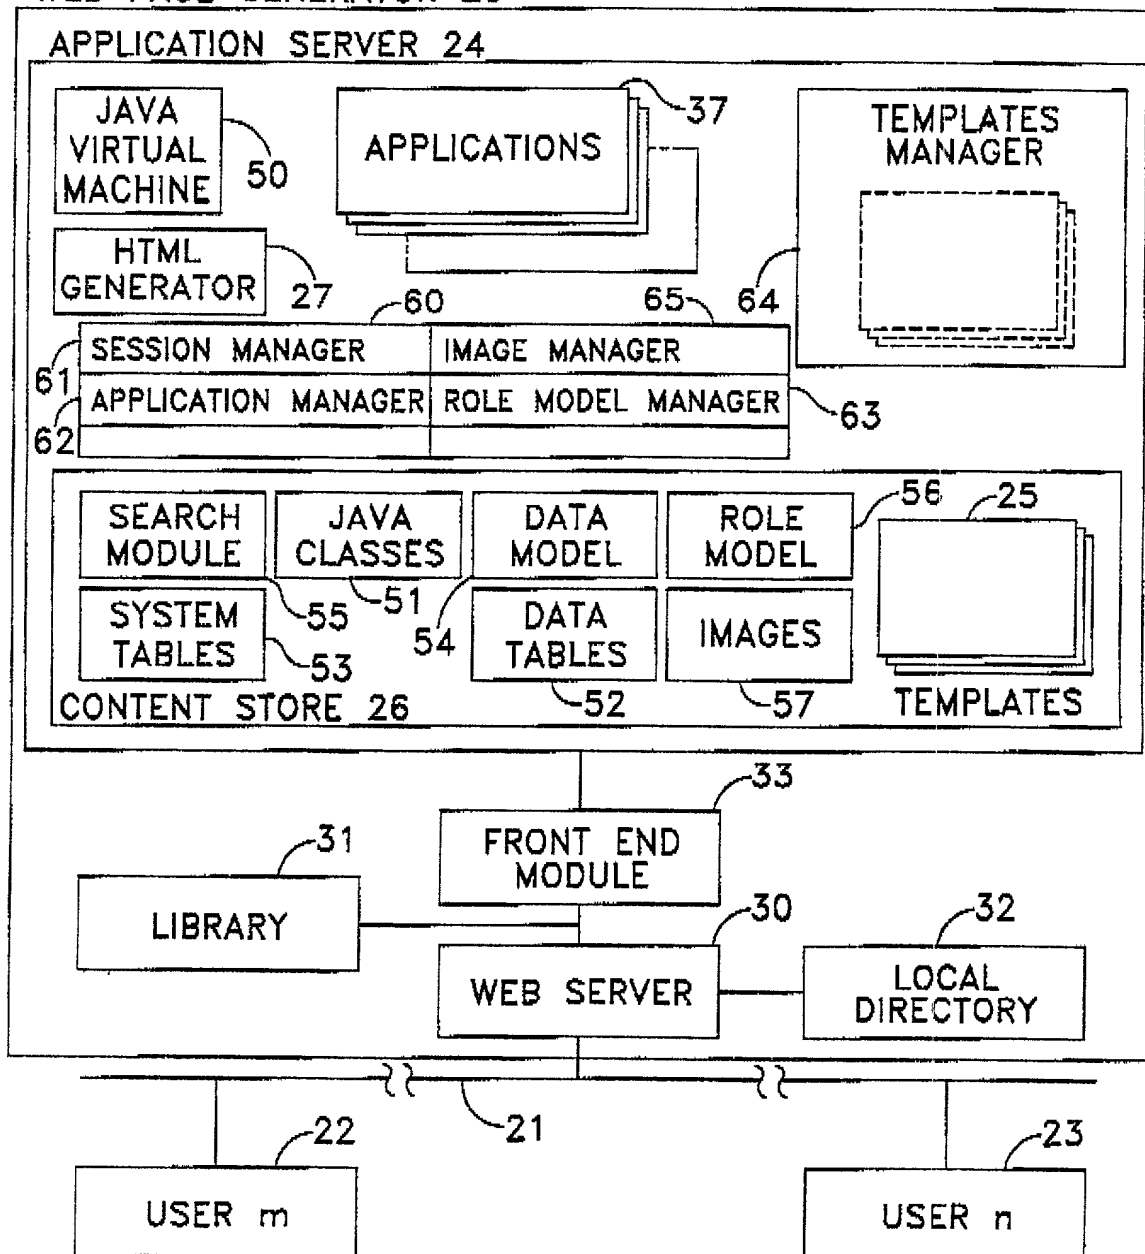 APPLICATION SERVER 24
JAVA
VIRTUAL
MACHINE
50
APPLICATIONS
37
TEMPLATES
MANAGER
64
HTML
GENERATOR
27
60
65
61
SESSION MANAGER
IMAGE MANAGER
62
APPLICATION MANAGER
ROLE MODEL MANAGER
63
SEARCH
MODULE
55
JAVA
CLASSES
51
DATA
MODEL
54
ROLE
MODEL
56
25
SYSTEM
TABLES
53
DATA
TABLES
52
IMAGES
57
TEMPLATES
CONTENT STORE 26
33
FRONT END
MODULE
31
LIBRARY
30
WEB SERVER
32
LOCAL
DIRECTORY
21
22
USER m
23
USER n